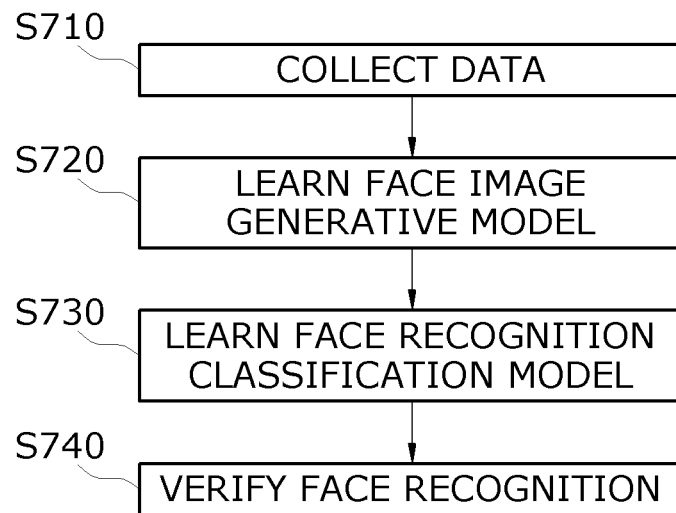 S710
COLLECT DATA
S720
LEARN FACE IMAGE
GENERATIVE MODEL
S730
LEARN FACE RECOGNITION
CLASSIFICATION MODEL
S740
VERIFY FACE RECOGNITION